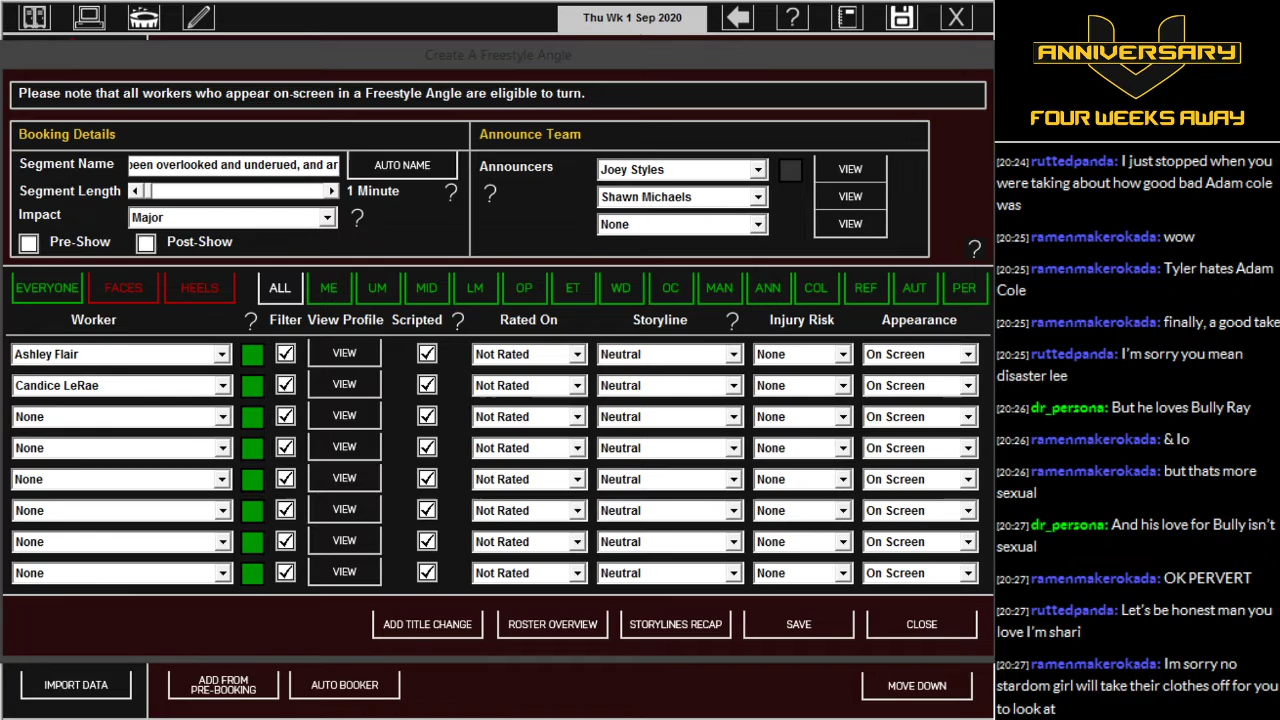 Thu Wk 1 Sep 2020
?
X
Create A Freestyle Angle
Please note that all workers who appear on-screen in a Freestyle Angle are eligible to turn.
Booking Details
Segment Name
been overlooked and underued, and ar
AUTO NAME
Segment Length
1 Minute
?
Impact
Major
?
Pre-Show
Post-Show
Announce Team
Announcers
?
Joey Styles
VIEW
Shawn Michaels
VIEW
None
VIEW
?
EVERYONE FACES HEELS ALL ME UM MID LM OP ET WD OC MAN ANN COL REF AUT PER
Worker ? Filter View Profile Scripted ? Rated On Storyline ? Injury Risk Appearance
Ashley Flair VIEW Not Rated Neutral None On Screen
Candice LeRae VIEW Not Rated Neutral None On Screen
None VIEW Not Rated Neutral None On Screen
None VIEW Not Rated Neutral None On Screen
None VIEW Not Rated Neutral None On Screen
None VIEW Not Rated Neutral None On Screen
None VIEW Not Rated Neutral None On Screen
None VIEW Not Rated Neutral None On Screen
ADD TITLE CHANGE ROSTER OVERVIEW STORYLINES RECAP SAVE CLOSE
IMPORT DATA
ADD FROM
PRE-BOOKING
AUTO BOOKER
MOVE DOWN
ANNIVERSARY
FOUR WEEKS AWAY
[20:24] ruttedpanda: I just stopped when you
were taking about how good bad Adam cole
was
[20:25] ramenmakerokada: wow
[20:25] ramenmakerokada: Tyler hates Adam
Cole
[20:25] ramenmakerokada: finally, a good take
[20:25] ruttedpanda: I'm sorry you mean
disaster lee
[20:26] dr_persona: But he loves Bully Ray
[20:26] ramenmakerokada: & Io
[20:26] ramenmakerokada: but thats more
sexual
[20:27] dr_persona: And his love for Bully isn't
sexual
[20:27] ramenmakerokada: OK PERVERT
[20:27] ruttedpanda: Let's be honest man you
love I'm shari
[20:27] ramenmakerokada: Im sorry no
stardom girl will take their clothes off for you
to look at